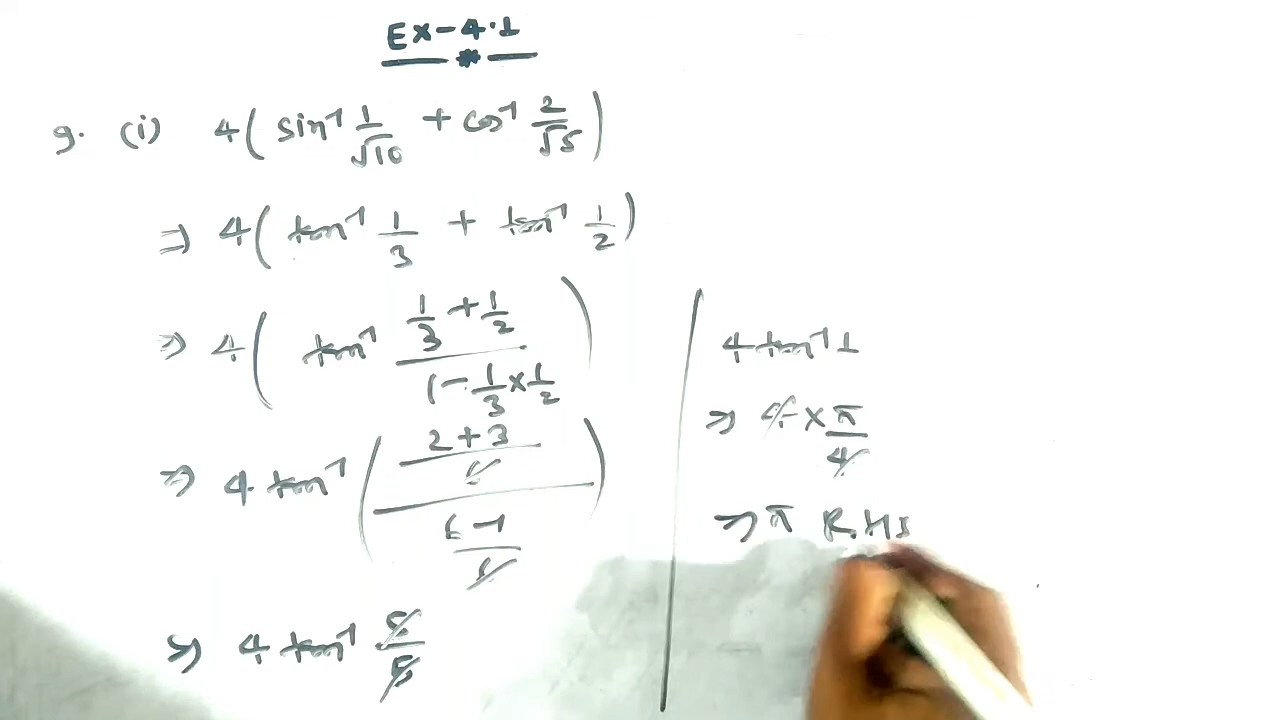 Ex-4.1
9. (i) 4( sin⁻¹ 1/√10 + cos⁻¹ 2/√5 )
⇒ 4( tan⁻¹ 1/3 + tan⁻¹ 1/2 )
⇒ 4( tan⁻¹ (1/3 + 1/2)/(1 - 1/3 × 1/2) )
⇒ 4 tan⁻¹ ( ((2+3)/6)/((6-1)/6) )
⇒ 4 tan⁻¹ 5/5
4 tan⁻¹ 1
⇒ 4 × π/4
⇒ π R.HS